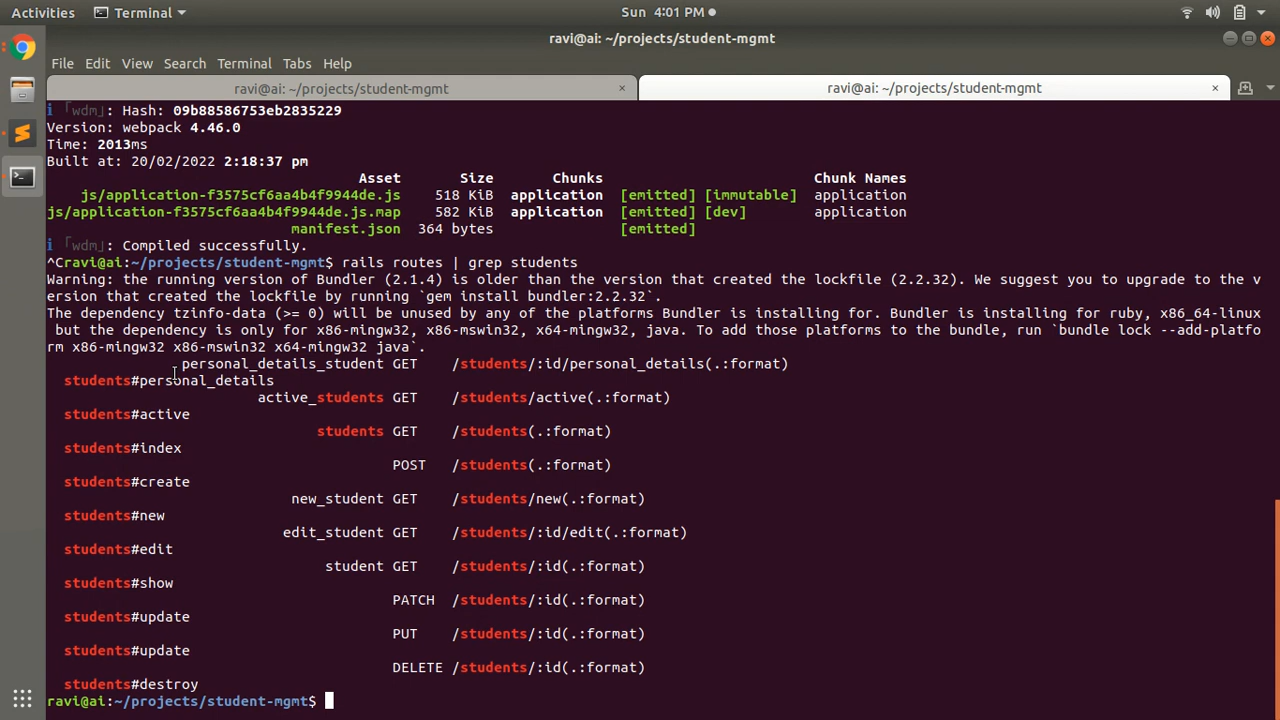 Activities Terminal Sun 4:01 PM
ravi@ai: ~/projects/student-mgmt
File Edit View Search Terminal Tabs Help
ravi@ai: ~/projects/student-mgmt × ravi@ai: ~/projects/student-mgmt ×
ℹ ｢wdm｣: Hash: 09b88586753eb2835229
Version: webpack 4.46.0
Time: 2013ms
Built at: 20/02/2022 2:18:37 pm
Asset Size Chunks Chunk Names
js/application-f3575cf6aa4b4f9944de.js 518 KiB application [emitted] [immutable] application
js/application-f3575cf6aa4b4f9944de.js.map 582 KiB application [emitted] [dev] application
manifest.json 364 bytes [emitted]
ℹ ｢wdm｣: Compiled successfully.
^Cravi@ai:~/projects/student-mgmt$ rails routes | grep students
Warning: the running version of Bundler (2.1.4) is older than the version that created the lockfile (2.2.32). We suggest you to upgrade to the v
ersion that created the lockfile by running `gem install bundler:2.2.32`.
The dependency tzinfo-data (>= 0) will be unused by any of the platforms Bundler is installing for. Bundler is installing for ruby, x86_64-linux
but the dependency is only for x86-mingw32, x86-mswin32, x64-mingw32, java. To add those platforms to the bundle, run `bundle lock --add-platfo
rm x86-mingw32 x86-mswin32 x64-mingw32 java`.
personal_details_student GET /students/:id/personal_details(.:format)
students#personal_details
active_students GET /students/active(.:format)
students#active
students GET /students(.:format)
students#index
POST /students(.:format)
students#create
new_student GET /students/new(.:format)
students#new
edit_student GET /students/:id/edit(.:format)
students#edit
student GET /students/:id(.:format)
students#show
PATCH /students/:id(.:format)
students#update
PUT /students/:id(.:format)
students#update
DELETE /students/:id(.:format)
students#destroy
ravi@ai:~/projects/student-mgmt$